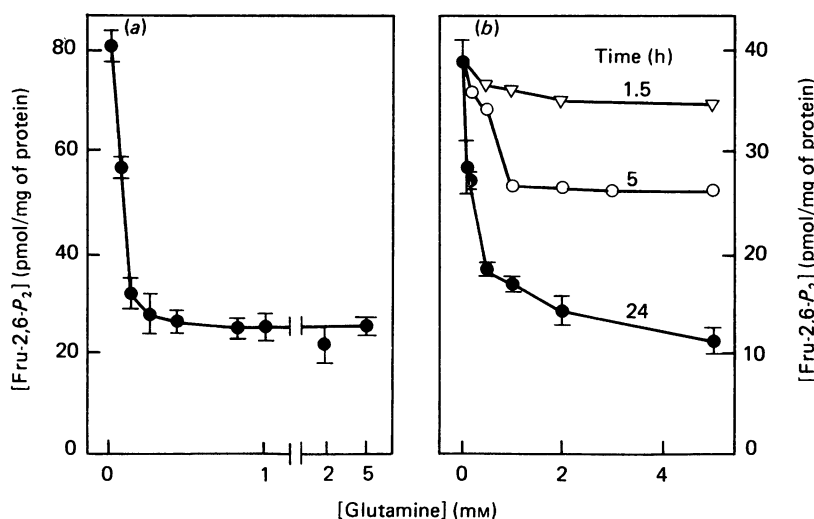 (a)
[Fru-2,6-P₂] (pmol/mg of protein)
80
60
40
20
0
0 1 2 5
(b)
Time (h)
1.5
5
24
40
30
20
10
0
0 2 4
[Fru-2,6-P₂] (pmol/mg of protein)
[Glutamine] (mM)